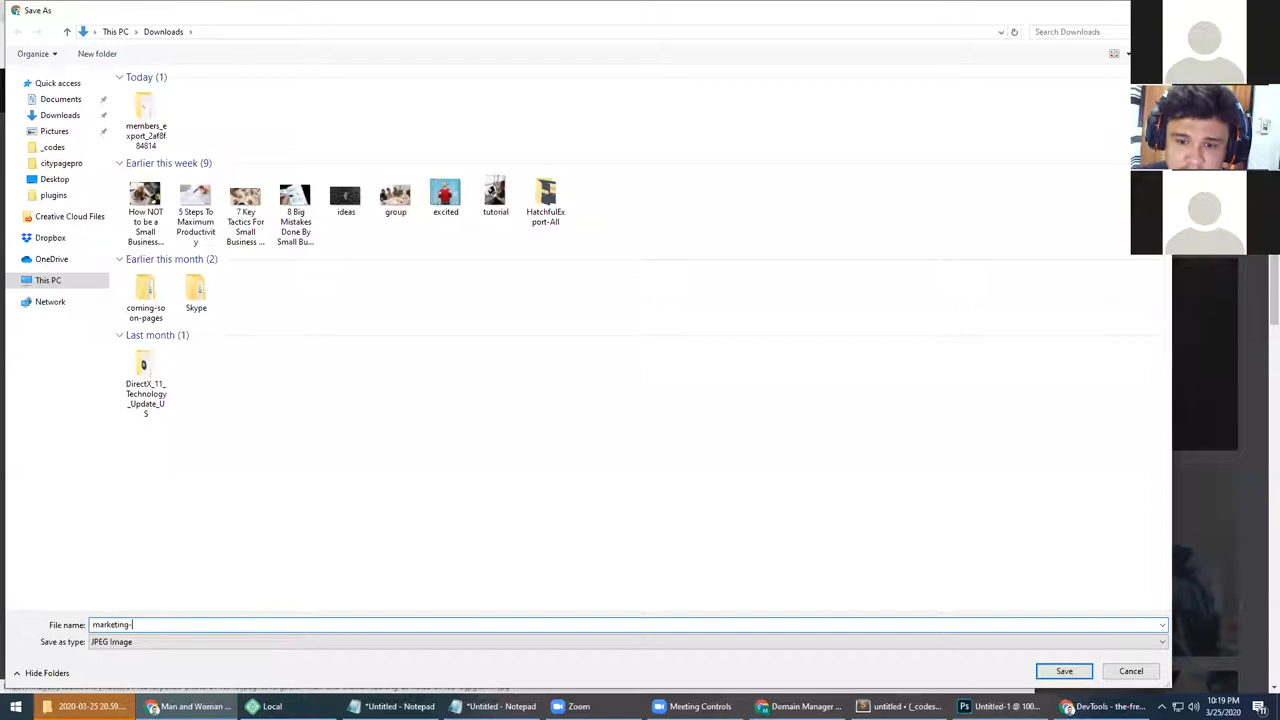 Save As
This PC > Downloads >
Search Downloads
Organize
New folder
Quick access
Documents
Downloads
Pictures
_codes
citypagepro
Desktop
plugins
Creative Cloud Files
Dropbox
OneDrive
This PC
Network
Today (1)
members_e
xport_2af8f
84814
Earlier this week (9)
How NOT
to be a
Small
Business...
5 Steps To
Maximum
Productivit
y
7 Key
Tactics For
Small
Business ...
8 Big
Mistakes
Done By
Small Bu...
ideas
group
excited
tutorial
HatchfulEx
port-All
Earlier this month (2)
coming-so
on-pages
Skype
Last month (1)
DirectX_11_
Technology
_Update_U
S
File name: marketing-
Save as type: JPEG Image
Hide Folders
Save
Cancel
2020-03-25 20.59....
Man and Woman ...
Local
*Untitled - Notepad
*Untitled - Notepad
Zoom
Meeting Controls
Domain Manager ...
untitled • (_codes...
Untitled-1 @ 100...
DevTools - the-fre...
10:19 PM
3/25/2020